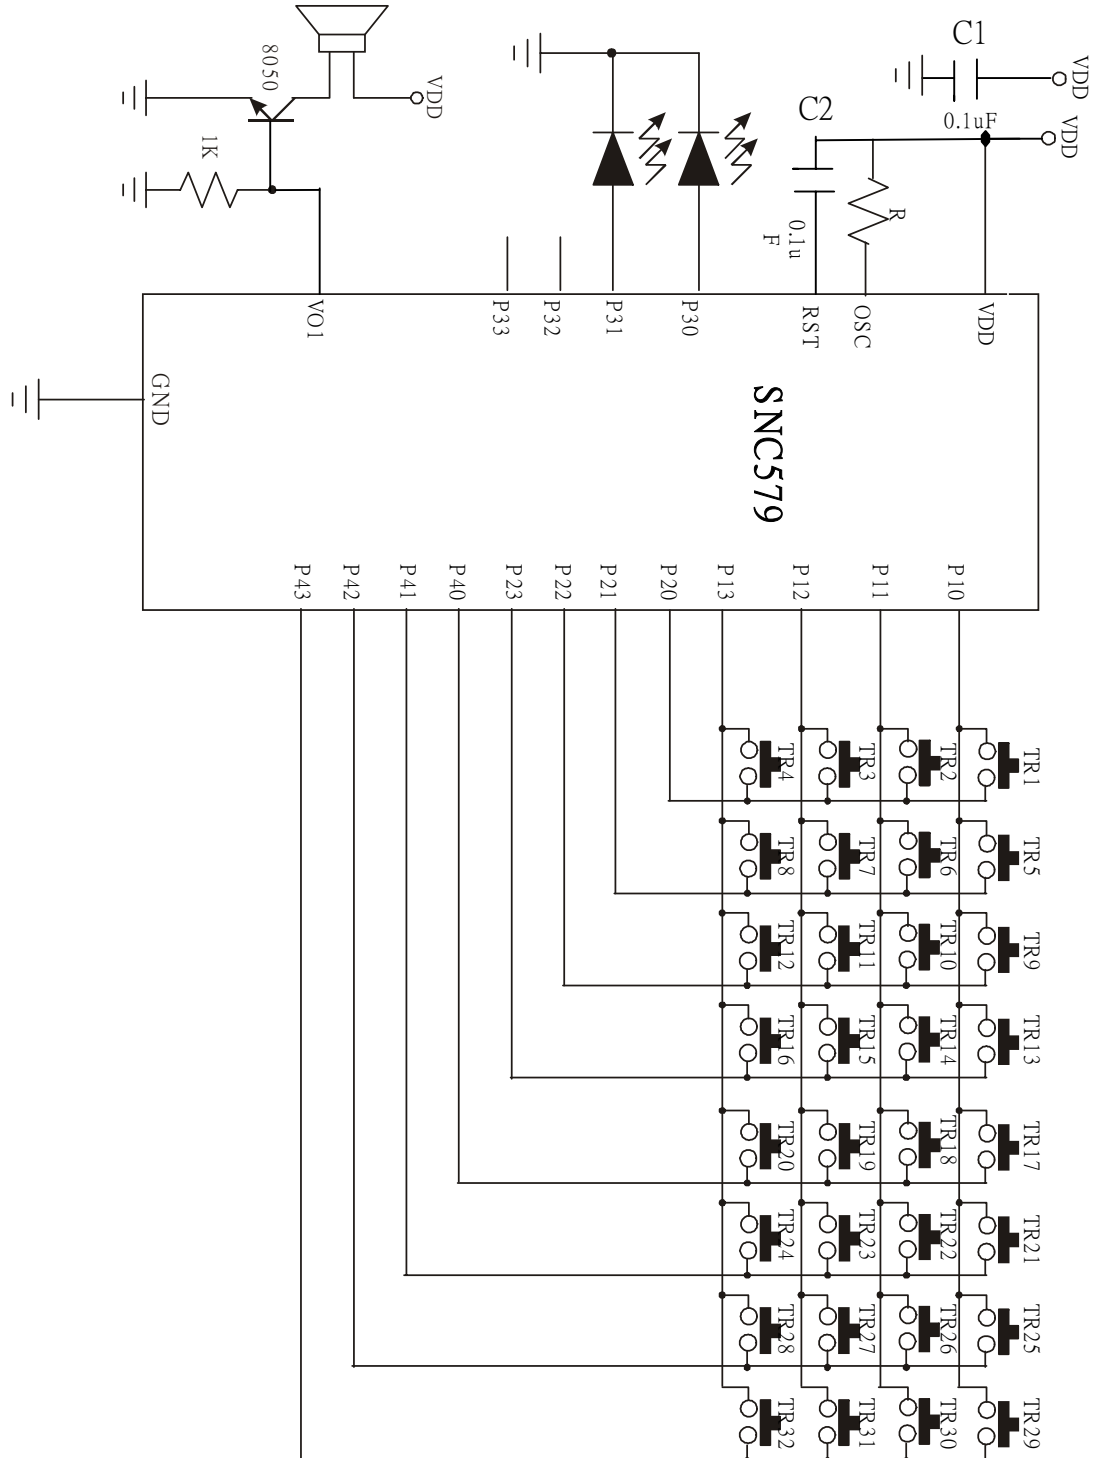 C1
VDD
0.1uF
VDD
C2
R
0.1u
F
8050
VDD
1K
VO1
P33
P32
P31
P30
RST
OSC
VDD
GND
SNC579
P43
P42
P41
P40
P23
P22
P21
P20
P13
P12
P11
P10
TR4
TR3
TR2
TR1
TR8
TR7
TR6
TR5
TR12
TR11
TR10
TR9
TR16
TR15
TR14
TR13
TR20
TR19
TR18
TR17
TR24
TR23
TR22
TR21
TR28
TR27
TR26
TR25
TR32
TR31
TR30
TR29